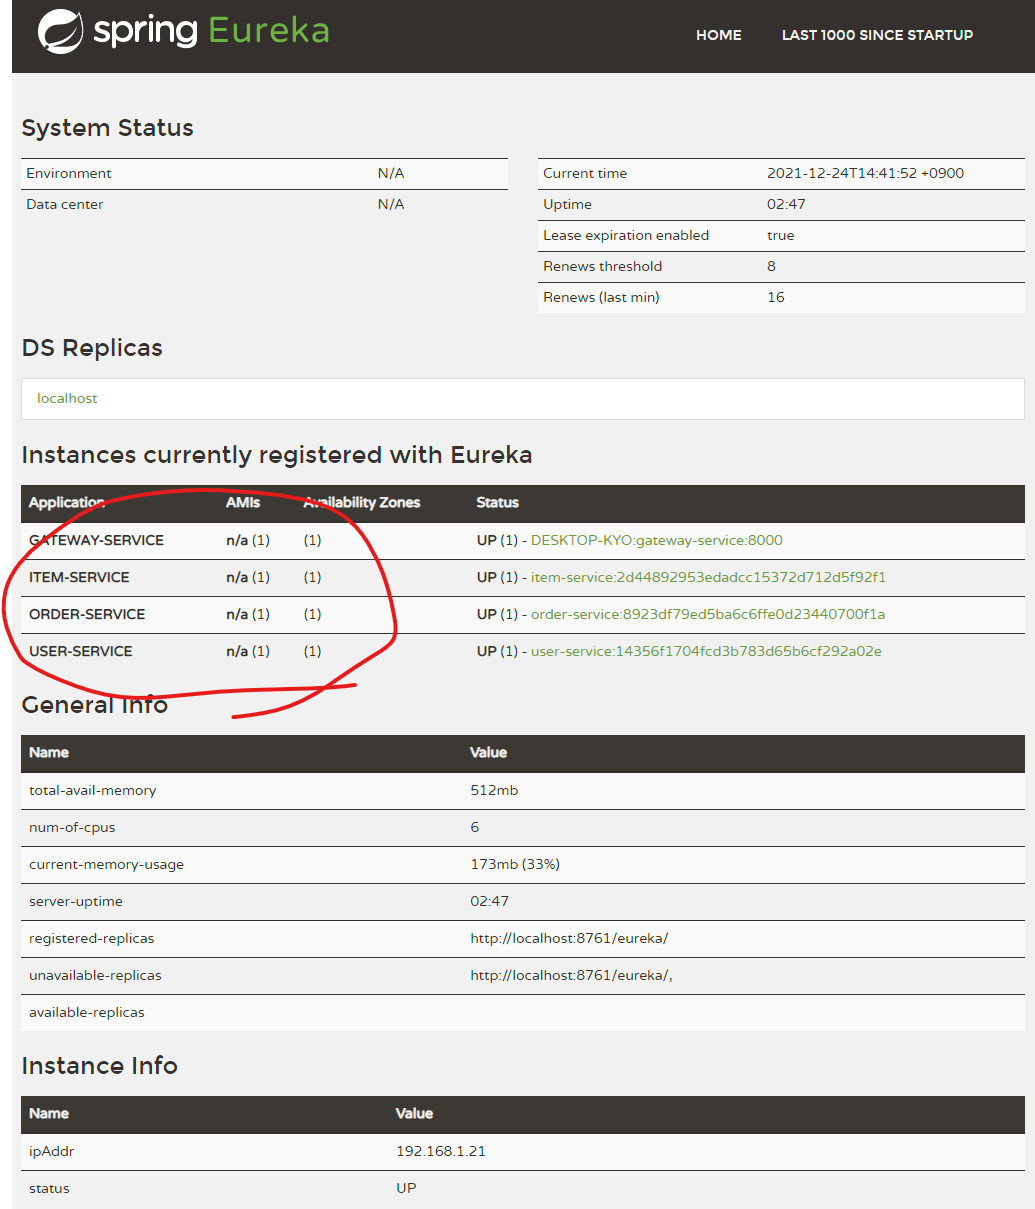 spring Eureka HOME LAST 1000 SINCE STARTUP
System Status
Environment N/A
Data center N/A
Current time 2021-12-24T14:41:52 +0900
Uptime 02:47
Lease expiration enabled true
Renews threshold 8
Renews (last min) 16
DS Replicas
localhost
Instances currently registered with Eureka
Application AMIs Availability Zones Status
GATEWAY-SERVICE n/a (1) (1) UP (1) - DESKTOP-KYO:gateway-service:8000
ITEM-SERVICE n/a (1) (1) UP (1) - item-service:2d44892953edadcc15372d712d5f92f1
ORDER-SERVICE n/a (1) (1) UP (1) - order-service:8923df79ed5ba6c6ffe0d23440700f1a
USER-SERVICE n/a (1) (1) UP (1) - user-service:14356f1704fcd3b783d65b6cf292a02e
General Info
Name Value
total-avail-memory 512mb
num-of-cpus 6
current-memory-usage 173mb (33%)
server-uptime 02:47
registered-replicas http://localhost:8761/eureka/
unavailable-replicas http://localhost:8761/eureka/,
available-replicas
Instance Info
Name Value
ipAddr 192.168.1.21
status UP